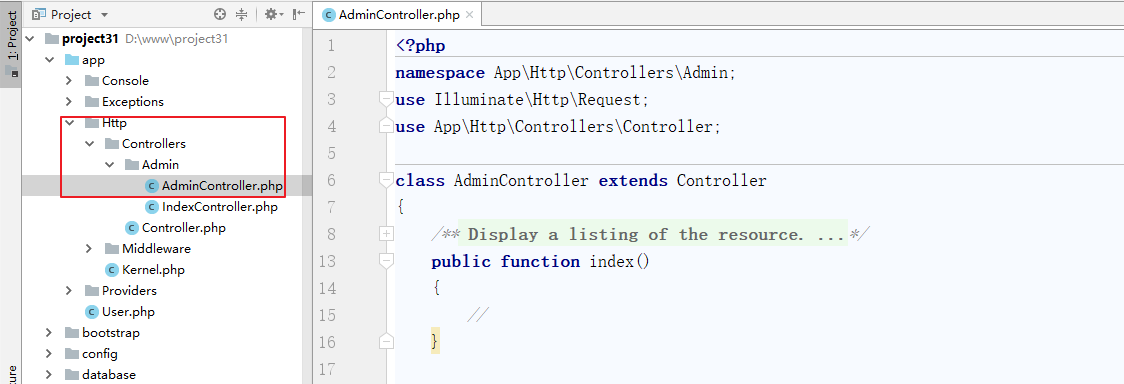 1: Project
Project
project31 D:\www\project31
app
Console
Exceptions
Http
Controllers
Admin
AdminController.php
IndexController.php
Controller.php
Middleware
Kernel.php
Providers
User.php
bootstrap
config
database
AdminController.php
1 <?php
2 namespace App\Http\Controllers\Admin;
3 use Illuminate\Http\Request;
4 use App\Http\Controllers\Controller;
5
6 class AdminController extends Controller
7 {
8 /** Display a listing of the resource. ...*/
13 public function index()
14 {
15 //
16 }
17